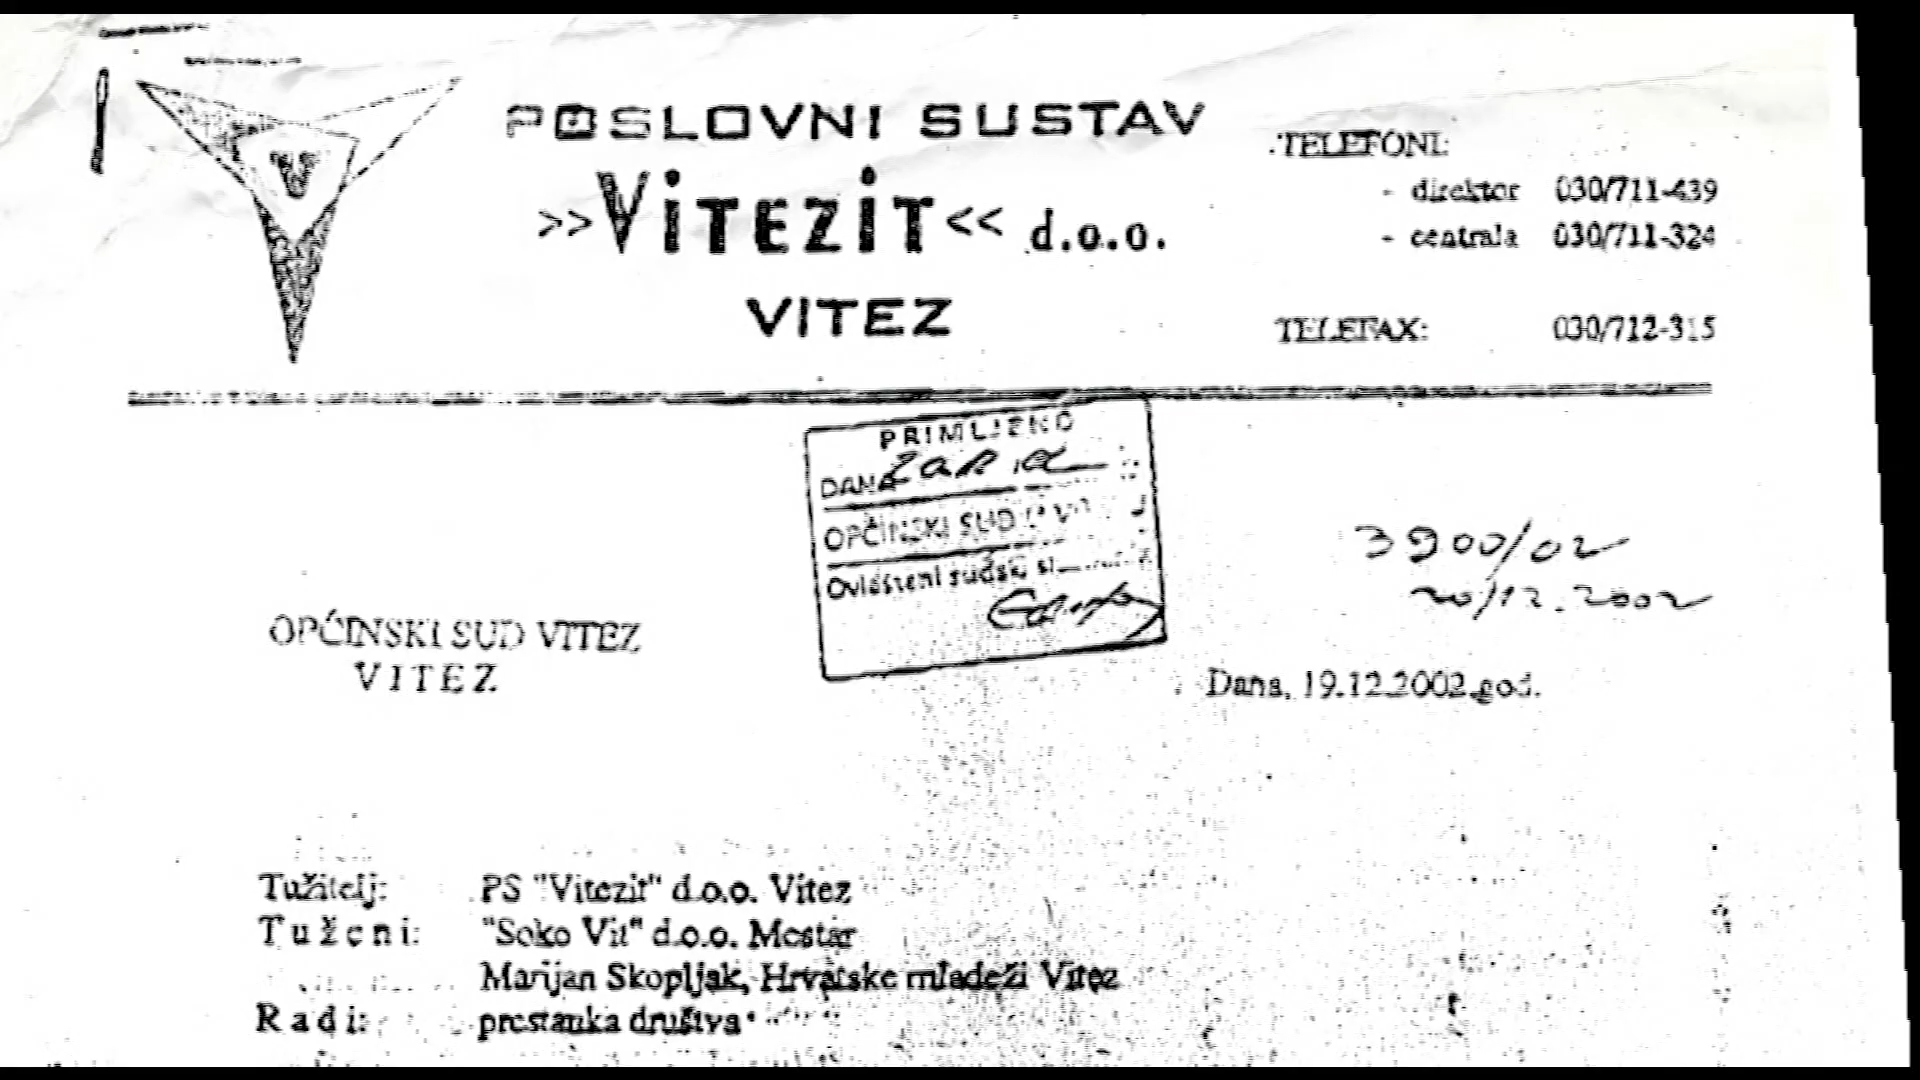 V
POSLOVNI SUSTAV
>>ViTEZiT<< d.o.o.
VITEZ
TELEFONI:
- direktor 030/711-439
- centrala 030/711-324
TELEFAX: 030/712-315
PRIMLJENO
DANA
OPĆINSKI SUD
Ovlašteni sudski
3900/02
20/12.2002
OPĆINSKI SUD VITEZ
VITEZ
Dana, 19.12.2002.god.
Tužitelj: PS "Vitezit" d.o.o. Vitez
Tuženi: "Soko Vit" d.o.o. Mostar
Marijan Skopljak, Hrvatske mladeži Vitez
Radi: prestanka društva